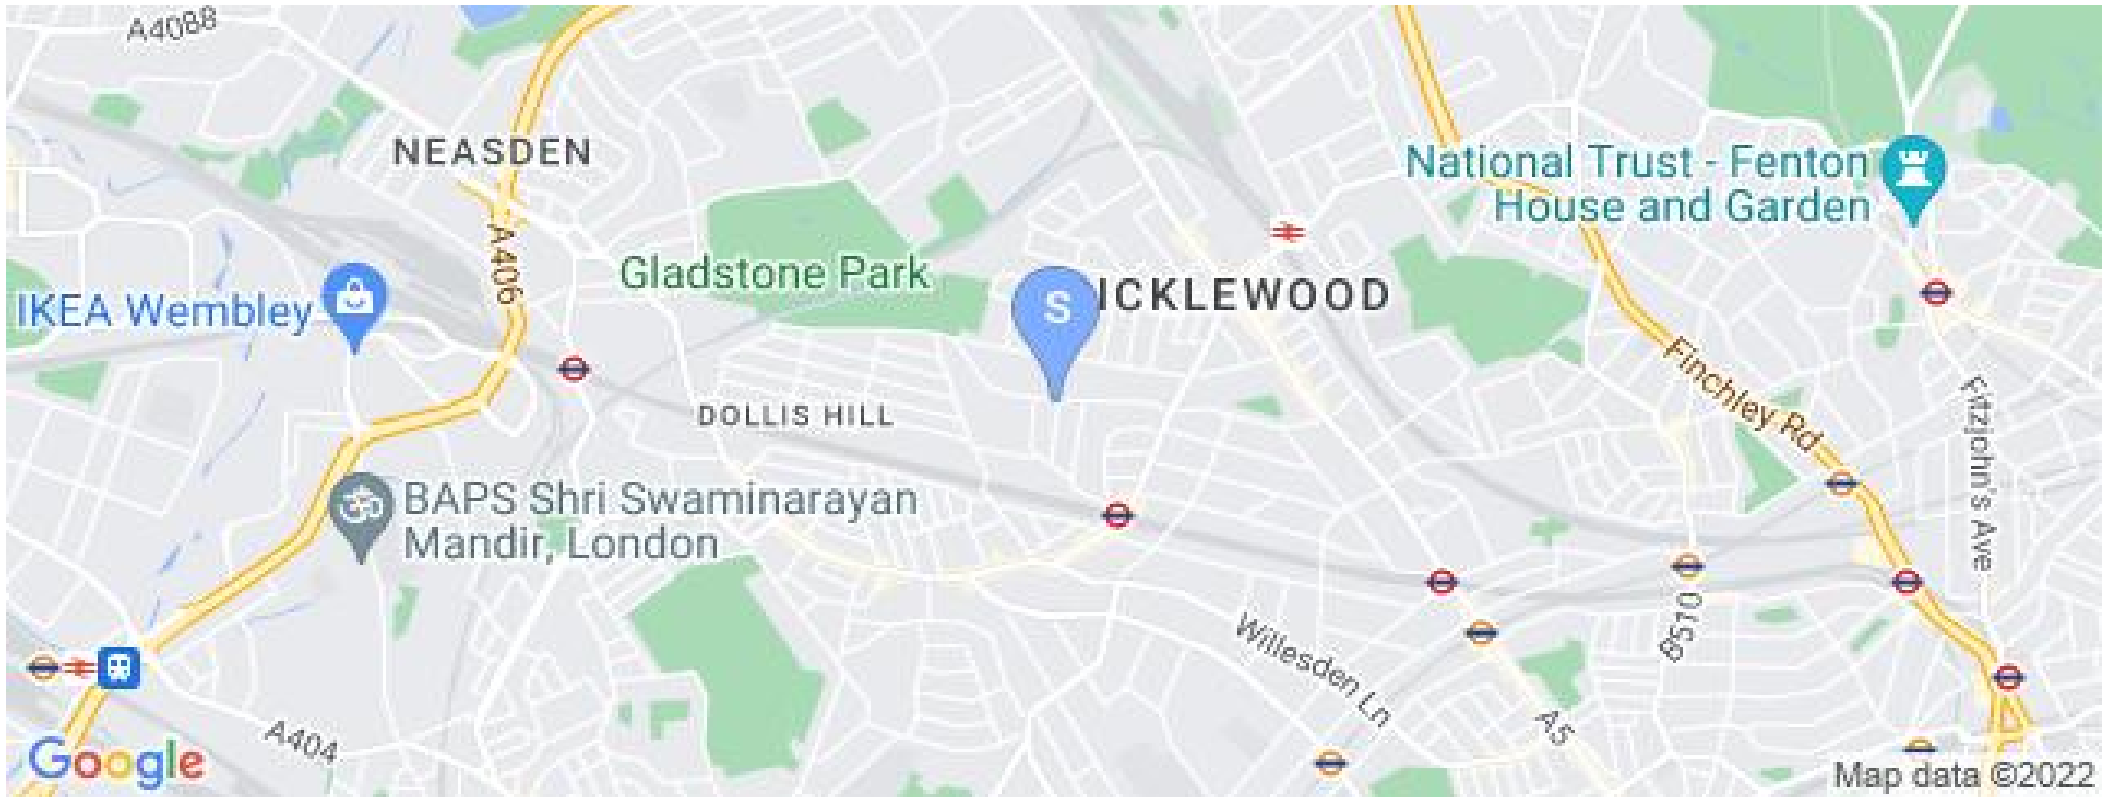 A4088
NEASDEN
A406
National Trust - Fenton
House and Garden
Gladstone Park
IKEA Wembley
S
ICKLEWOOD
Finchley Rd
DOLLIS HILL
Fitzjohn's Ave
BAPS Shri Swaminarayan
Mandir, London
B510
Willesden Ln
A5
A404
Google
Map data ©2022